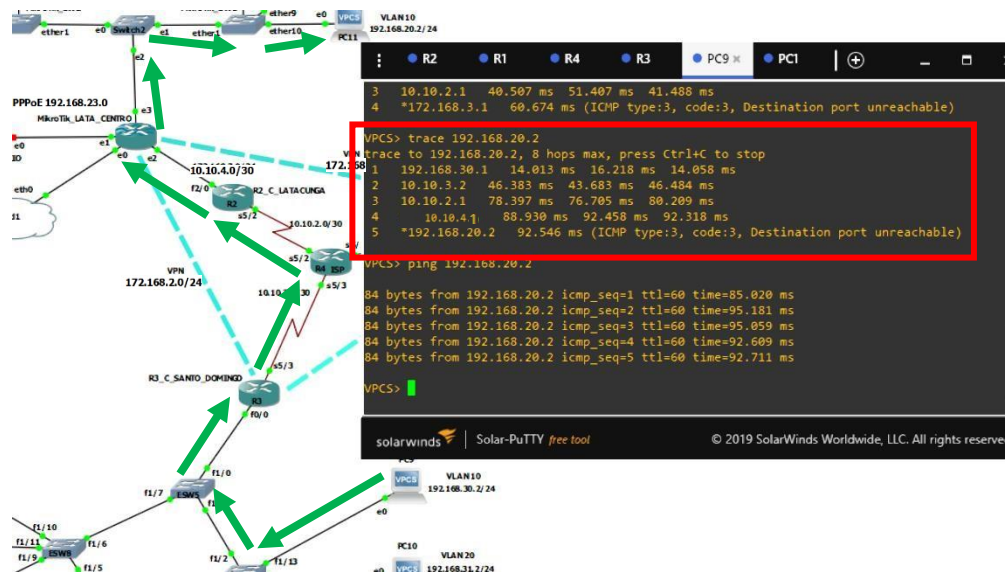 ether9
e0
VPCS
VLAN10
192.168.20.2/24
PC11
ether1
e0
Switch2
e1
ether1
ether10
e2
PPPoE 192.168.23.0
MikroTik_LATA_CENTRO
e3
e1
e0
e0
e2
eth0
10.10.4.0/30
f2/0
R2_C_LATACUNGA
R2
s5/2
10.10.2.0/30
s5/2
R4
ISP
s5/3
VPN
172.168.2.0/24
R3_C_SANTO_DOMINGO
s5/3
R3
f0/0
f1/0
f1/7
ESW5
f1/10
f1/11
f1/9
ESW8
f1/6
f1/5
f1/2
f1/13
PC9
VPCS
VLAN10
192.168.30.2/24
e0
PC10
VLAN20
e0
VPCS
192.168.31.2/24
R2
R1
R4
R3
PC9
PC1
3 10.10.2.1 40.507 ms 51.407 ms 41.488 ms
4 *172.168.3.1 60.674 ms (ICMP type:3, code:3, Destination port unreachable)
VPCS> trace 192.168.20.2
trace to 192.168.20.2, 8 hops max, press Ctrl+C to stop
1 192.168.30.1 14.013 ms 16.218 ms 14.058 ms
2 10.10.3.2 46.383 ms 43.683 ms 46.484 ms
3 10.10.2.1 78.397 ms 76.705 ms 80.209 ms
4 10.10.4.1 88.930 ms 92.458 ms 92.318 ms
5 *192.168.20.2 92.546 ms (ICMP type:3, code:3, Destination port unreachable)
VPCS> ping 192.168.20.2
84 bytes from 192.168.20.2 icmp_seq=1 ttl=60 time=85.020 ms
84 bytes from 192.168.20.2 icmp_seq=2 ttl=60 time=95.181 ms
84 bytes from 192.168.20.2 icmp_seq=3 ttl=60 time=95.059 ms
84 bytes from 192.168.20.2 icmp_seq=4 ttl=60 time=92.609 ms
84 bytes from 192.168.20.2 icmp_seq=5 ttl=60 time=92.711 ms
VPCS>
solarwinds
Solar-PuTTY free tool
© 2019 SolarWinds Worldwide, LLC. All rights reserve